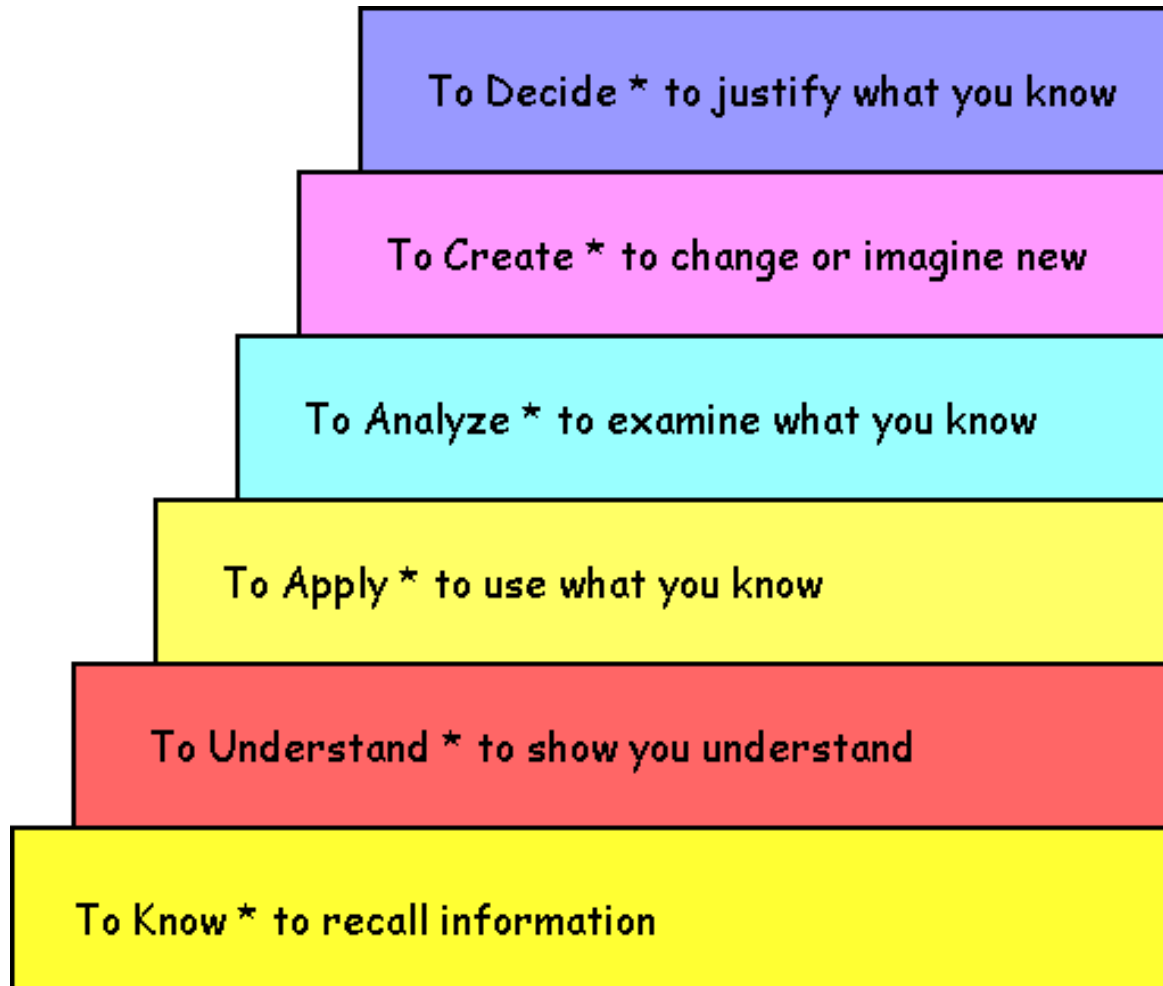 To Decide * to justify what you know
To Create * to change or imagine new
To Analyze * to examine what you know
To Apply * to use what you know
To Understand * to show you understand
To Know * to recall information